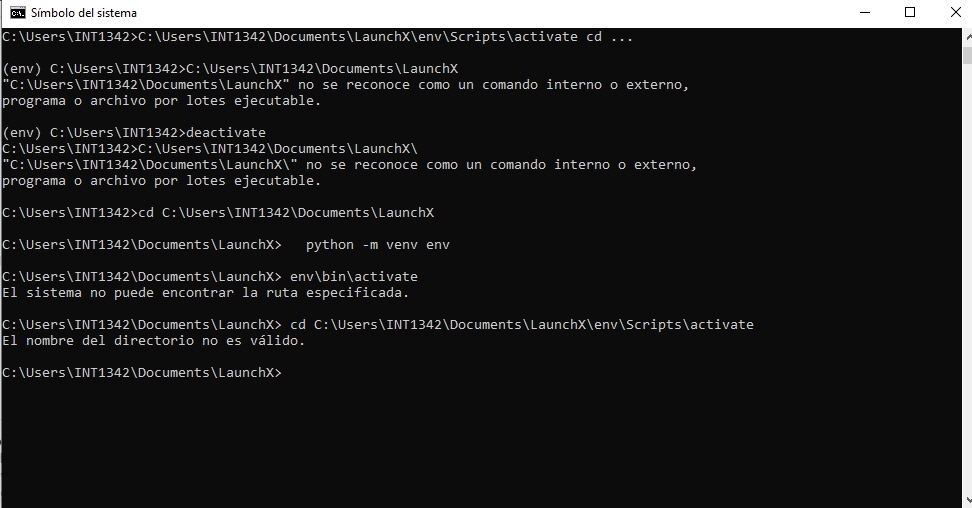 Símbolo del sistema
C:\Users\INT1342>C:\Users\INT1342\Documents\LaunchX\env\Scripts\activate cd ...
(env) C:\Users\INT1342>C:\Users\INT1342\Documents\LaunchX
"C:\Users\INT1342\Documents\LaunchX" no se reconoce como un comando interno o externo,
programa o archivo por lotes ejecutable.
(env) C:\Users\INT1342>deactivate
C:\Users\INT1342>C:\Users\INT1342\Documents\LaunchX\
"C:\Users\INT1342\Documents\LaunchX\" no se reconoce como un comando interno o externo,
programa o archivo por lotes ejecutable.
C:\Users\INT1342>cd C:\Users\INT1342\Documents\LaunchX
C:\Users\INT1342\Documents\LaunchX>   python -m venv env
C:\Users\INT1342\Documents\LaunchX> env\bin\activate
El sistema no puede encontrar la ruta especificada.
C:\Users\INT1342\Documents\LaunchX> cd C:\Users\INT1342\Documents\LaunchX\env\Scripts\activate
El nombre del directorio no es válido.
C:\Users\INT1342\Documents\LaunchX>